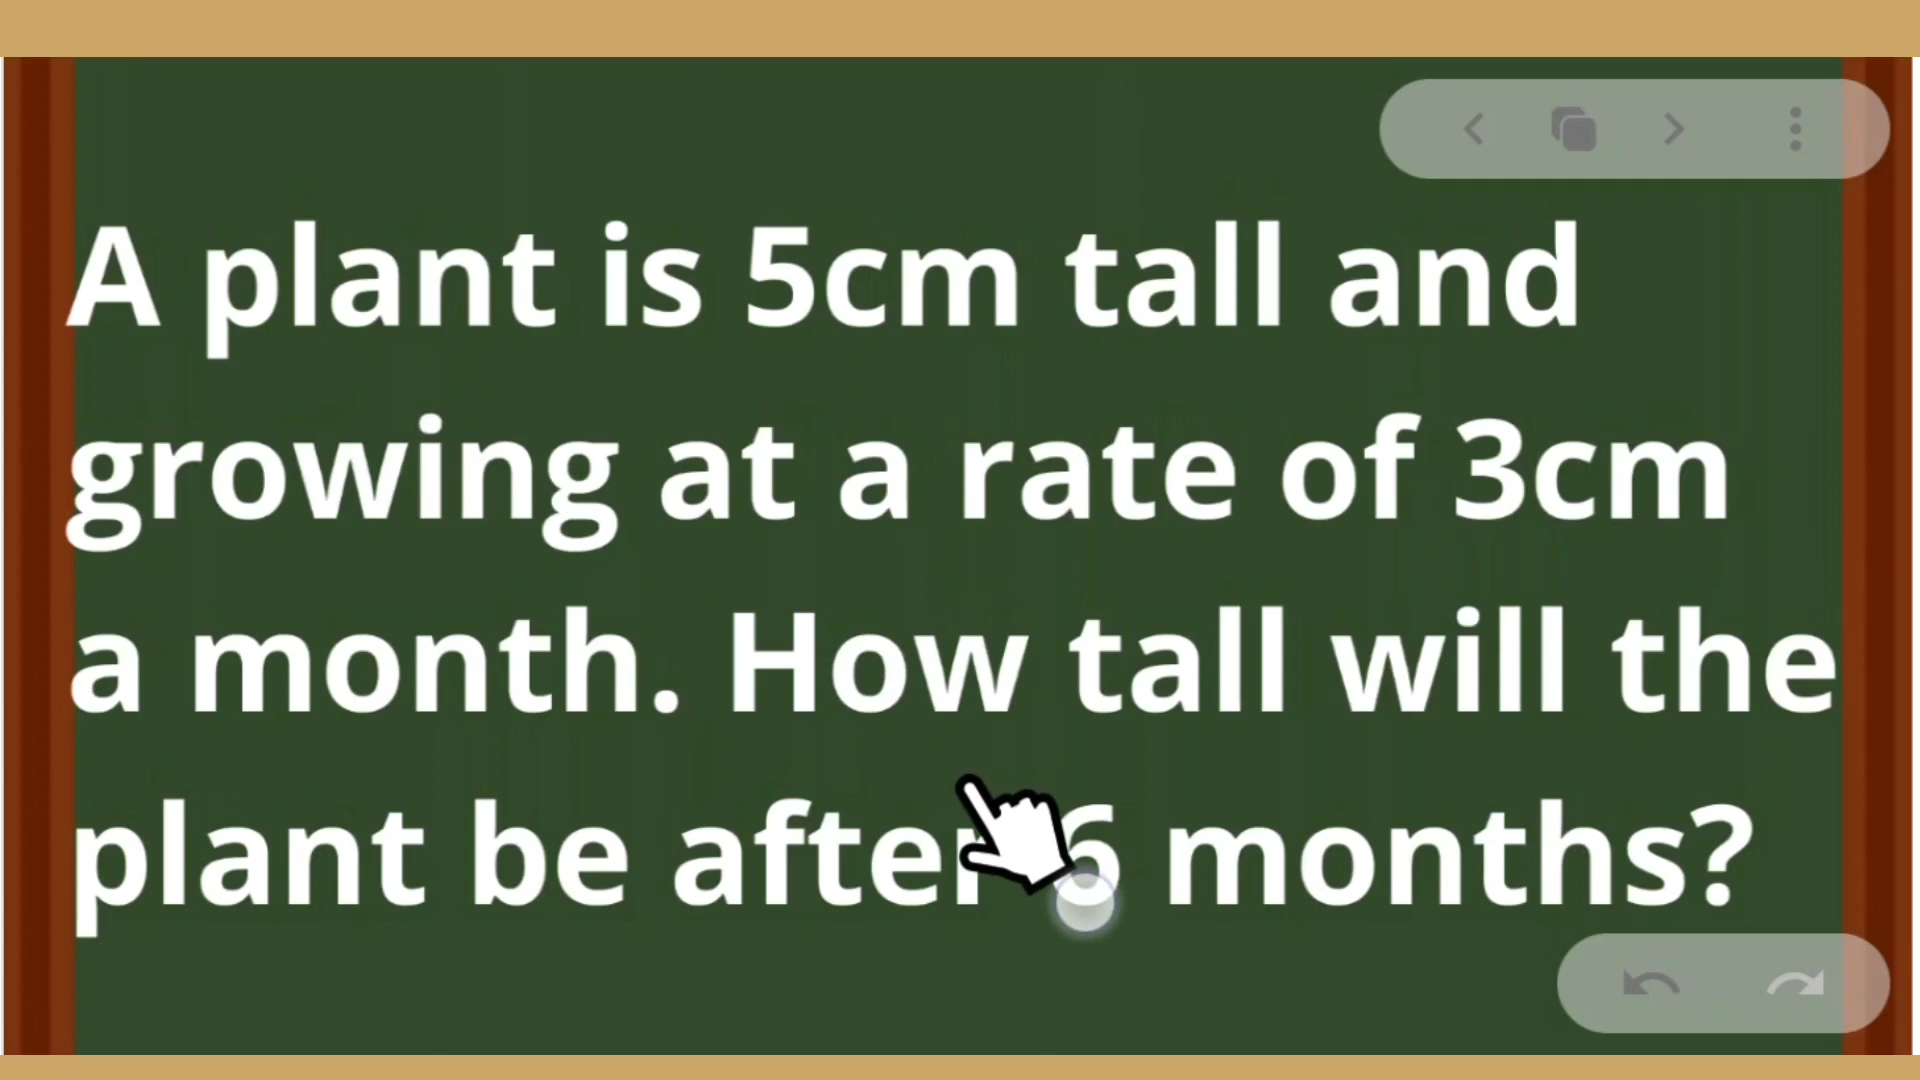 A plant is 5cm tall and
growing at a rate of 3cm
a month. How tall will the
plant be after 6 months?